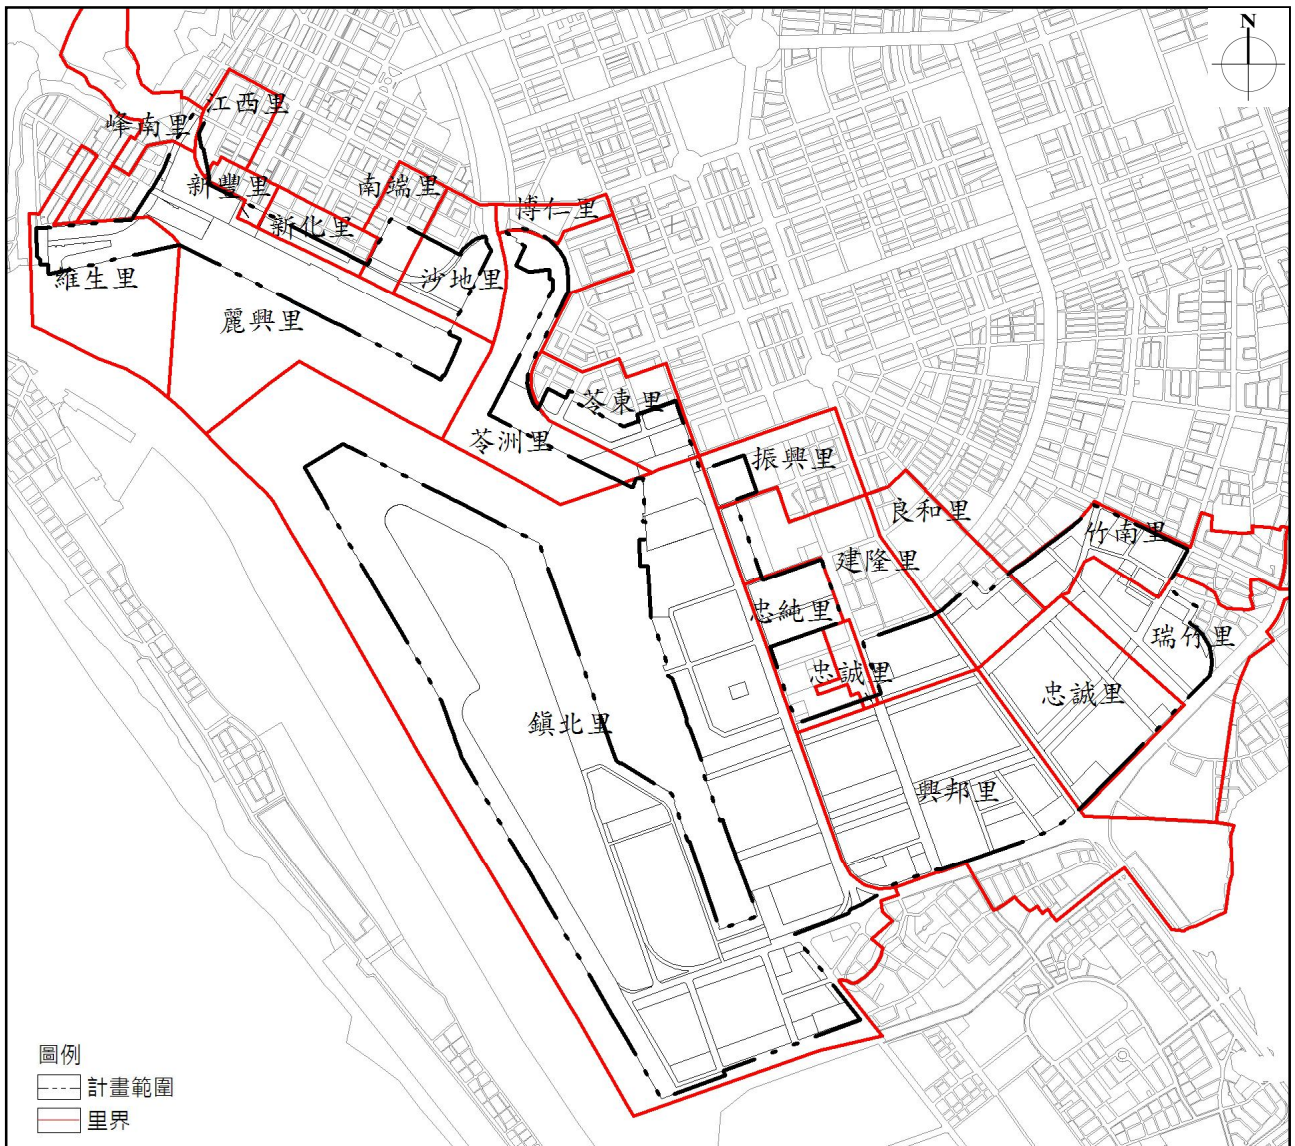 N
江西里
峰南里
新豐里
南端里
博仁里
新化里
維生里
沙地里
麗興里
苓東里
苓洲里
振興里
良和里
竹南里
建隆里
忠純里
瑞竹里
忠誠里
忠誠里
鎮北里
興邦里
圖例
計畫範圍
里界